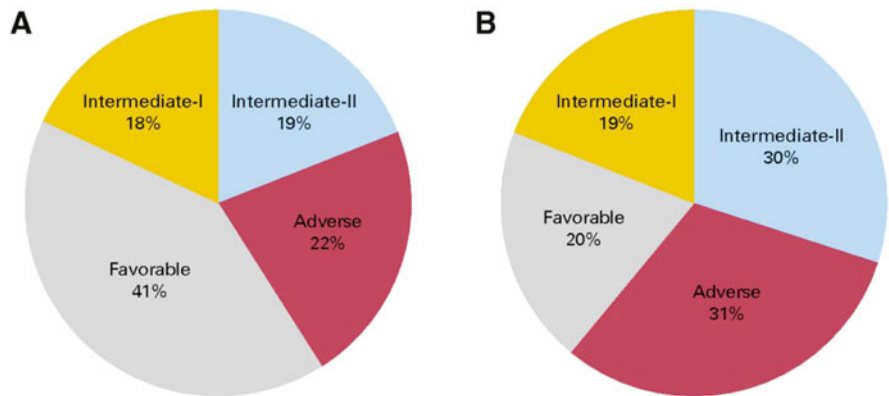 A
Intermediate-I
18%
Intermediate-II
19%
Adverse
22%
Favorable
41%
B
Intermediate-I
19%
Intermediate-II
30%
Favorable
20%
Adverse
31%